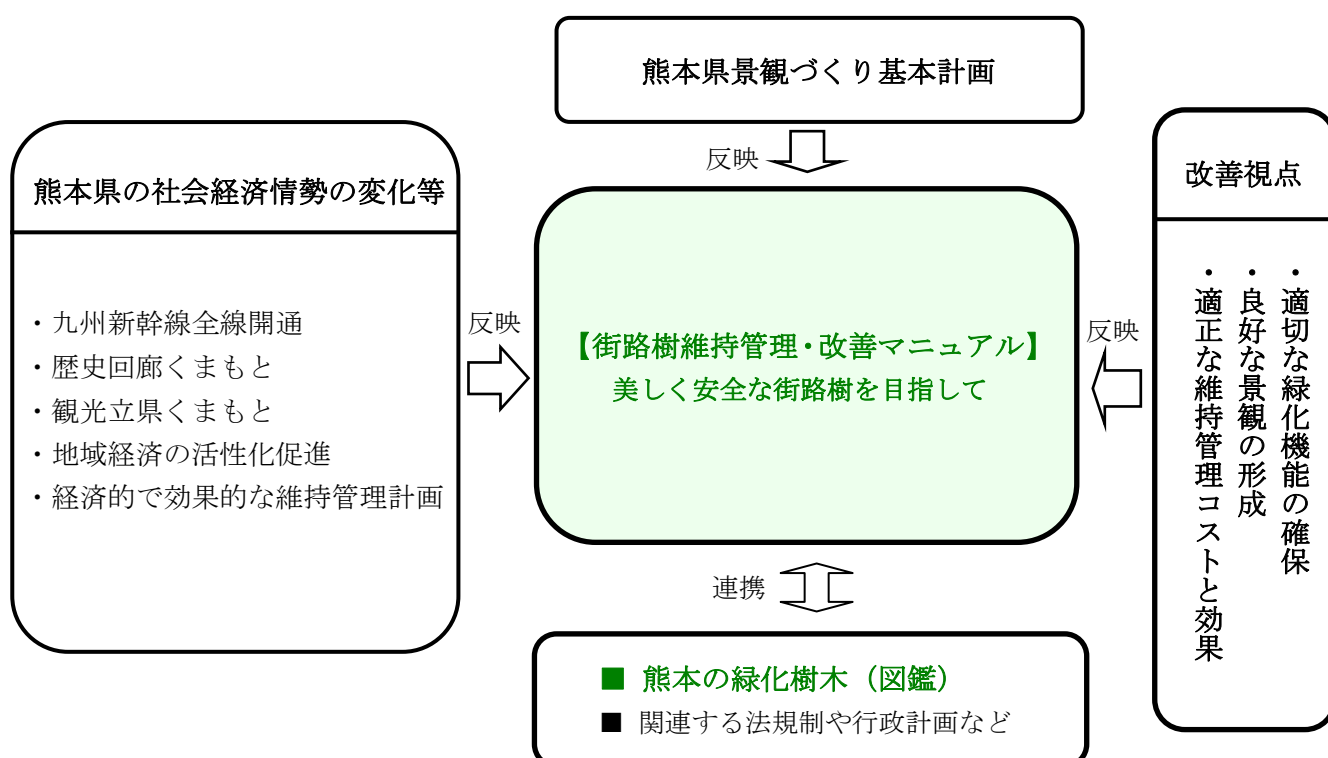 熊本県景観づくり基本計画
反映
熊本県の社会経済情勢の変化等
・九州新幹線全線開通
・歴史回廊くまもと
・観光立県くまもと
・地域経済の活性化促進
・経済的で効果的な維持管理計画
反映
【街路樹維持管理・改善マニュアル】
美しく安全な街路樹を目指して
反映
改善視点
・適切な緑化機能の確保
・良好な景観の形成
・適正な維持管理コストと効果
連携
■ 熊本の緑化樹木（図鑑）
■ 関連する法規制や行政計画など